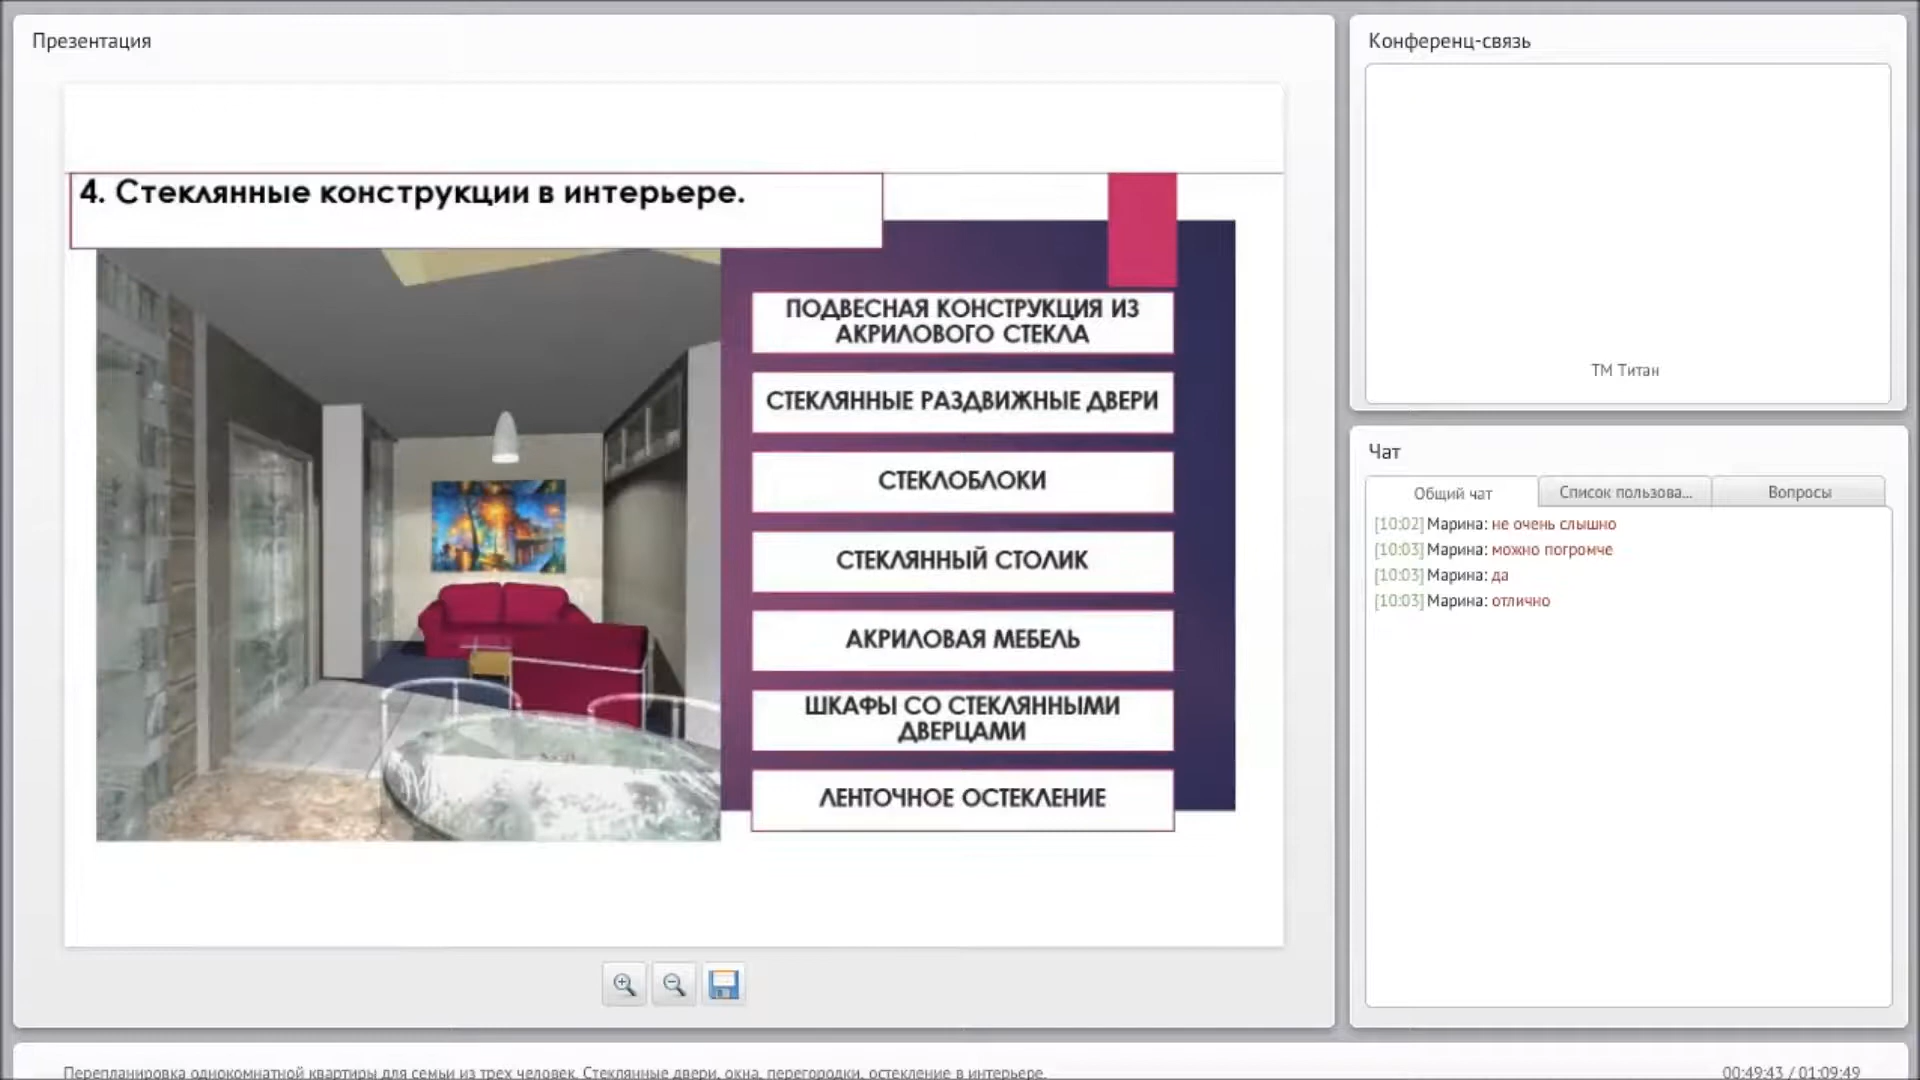 Презентация
4. Стеклянные конструкции в интерьере.
ПОДВЕСНАЯ КОНСТРУКЦИЯ ИЗ
АКРИЛОВОГО СТЕКЛА
СТЕКЛЯННЫЕ РАЗДВИЖНЫЕ ДВЕРИ
СТЕКЛОБЛОКИ
СТЕКЛЯННЫЙ СТОЛИК
АКРИЛОВАЯ МЕБЕЛЬ
ШКАФЫ СО СТЕКЛЯННЫМИ
ДВЕРЦАМИ
ЛЕНТОЧНОЕ ОСТЕКЛЕНИЕ
Конференц-связь
ТМ Титан
Чат
Общий чат Список пользова... Вопросы
[10:02] Марина: не очень слышно
[10:03] Марина: можно погромче
[10:03] Марина: да
[10:03] Марина: отлично
Перепланировка однокомнатной квартиры для семьи из трех человек. Стеклянные двери, окна, перегородки, остекление в интерьере.
00:49:43 / 01:09:49